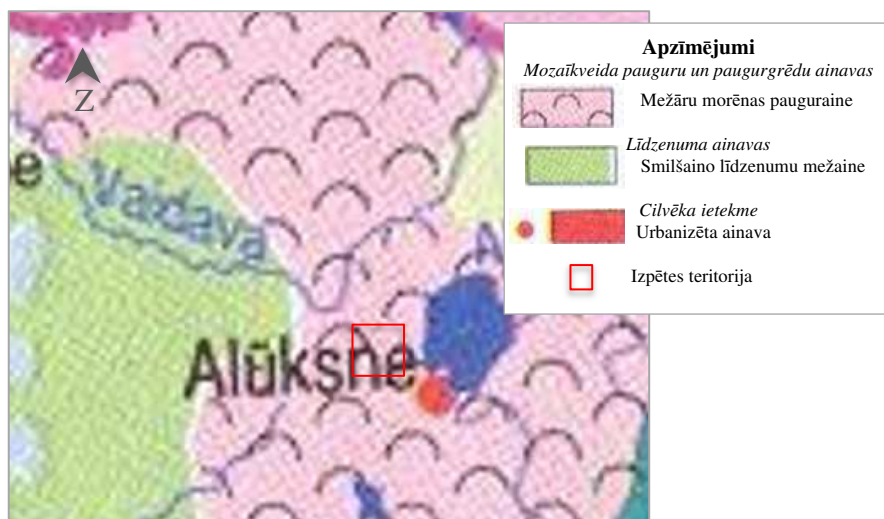 Z
e
Vaidava
A
Alūksne
Apzīmējumi
Mozaīkveida pauguru un paugurgrēdu ainavas
Mežāru morēnas pauguraine
Līdzenuma ainavas
Smilšaino līdzenumu mežaine
Cilvēka ietekme
Urbanizēta ainava
Izpētes teritorija